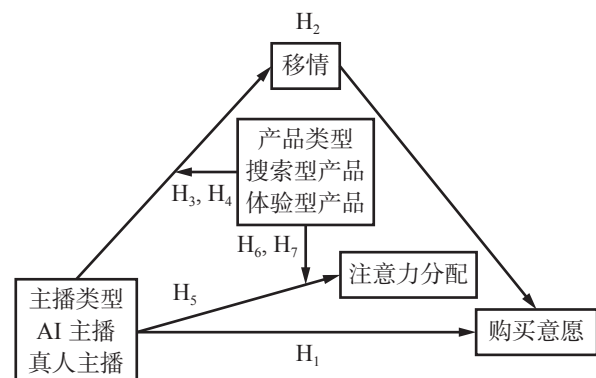 H₂
移情
产品类型
搜索型产品
体验型产品
H₃, H₄
H₆, H₇
注意力分配
H₅
主播类型
AI 主播
真人主播
购买意愿
H₁